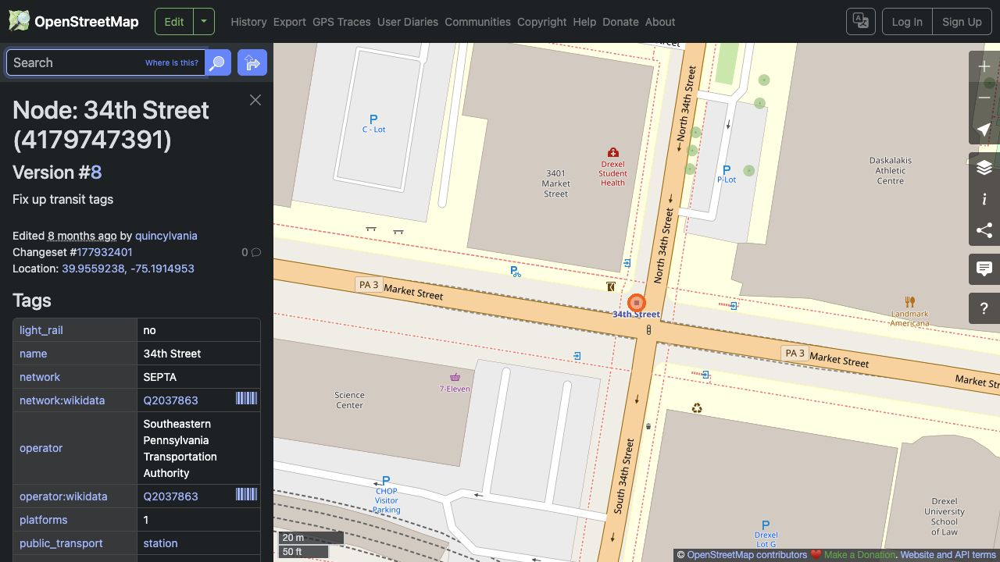 OpenStreetMap
Edit
History
Export
GPS Traces
User Diaries
Communities
Copyright
Help
Donate
About
Log In
Sign Up
Search
Where is this?
Node: 34th Street
(4179747391)
Version #8
Fix up transit tags
Edited 8 months ago by quincylvania
Changeset #177932401
0
Location: 39.9559238, -75.1914953
Tags
light_rail
no
name
34th Street
network
SEPTA
network:wikidata
Q2037863
operator
Southeastern
Pennsylvania
Transportation
Authority
operator:wikidata
Q2037863
platforms
1
public_transport
station
P
C - Lot
3401
Market
Street
Drexel
Student
Health
North 34th Street
P
P-Lot
Daskalakis
Athletic
Centre
North 34th Street
P
PA 3
Market Street
34th Street
Landmark
Americana
PA 3
Market Street
7-Eleven
Science
Center
South 34th Street
P
CHOP
Visitor
Parking
Drexel
University
School
of Law
P
Drexel
Lot G
20 m
50 ft
© OpenStreetMap contributors ❤️ Make a Donation. Website and API terms